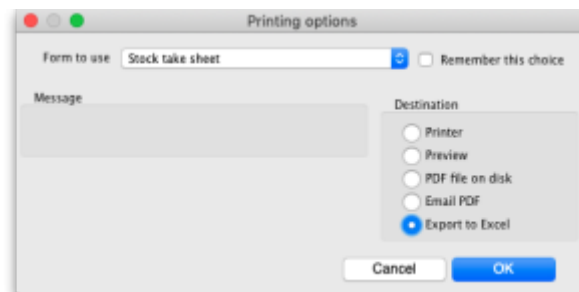 Printing options
Form to use Stock take sheet Remember this choice
Message
Destination
Printer
Preview
PDF file on disk
Email PDF
Export to Excel
Cancel OK